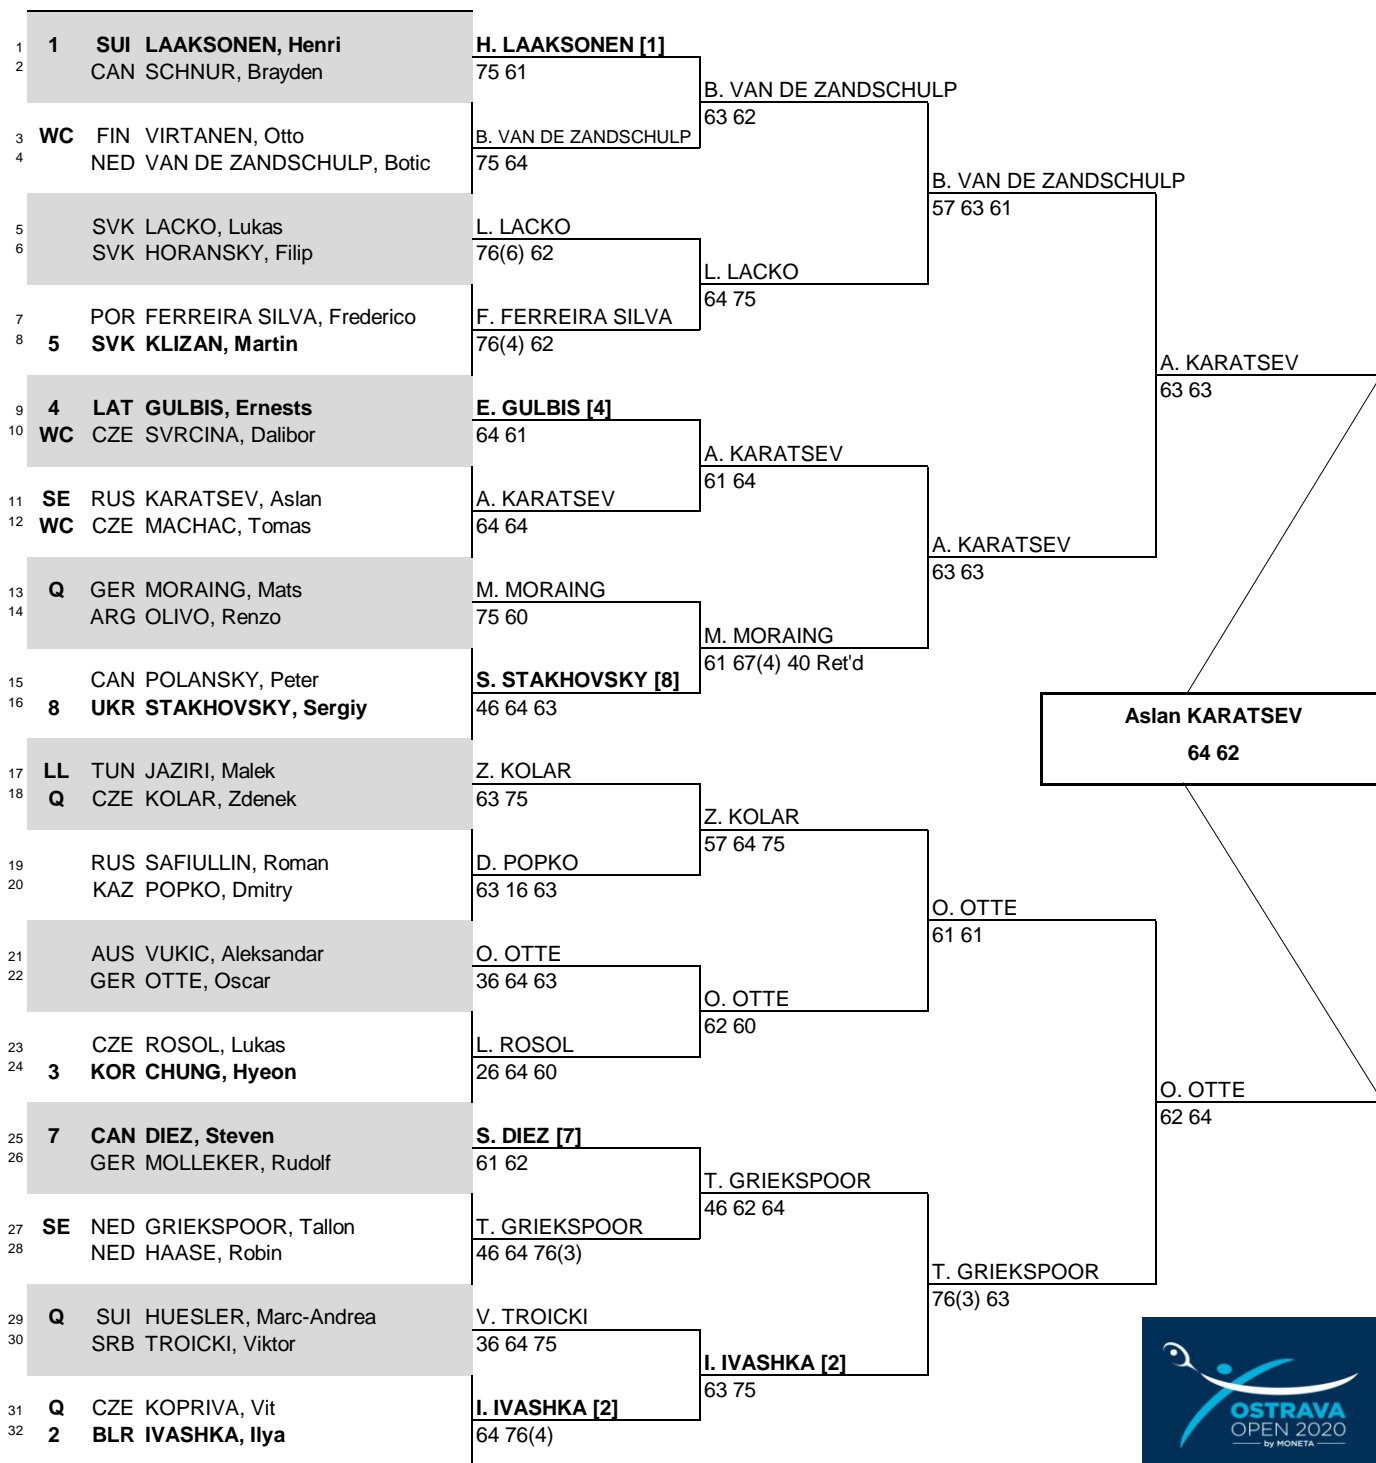 1 1 SUI LAAKSONEN, Henri
2 CAN SCHNUR, Brayden
3 WC FIN VIRTANEN, Otto
4 NED VAN DE ZANDSCHULP, Botic
5 SVK LACKO, Lukas
6 SVK HORANSKY, Filip
7 POR FERREIRA SILVA, Frederico
8 5 SVK KLIZAN, Martin
9 4 LAT GULBIS, Ernests
10 WC CZE SVRCINA, Dalibor
11 SE RUS KARATSEV, Aslan
12 WC CZE MACHAC, Tomas
13 Q GER MORAING, Mats
14 ARG OLIVO, Renzo
15 CAN POLANSKY, Peter
16 8 UKR STAKHOVSKY, Sergiy
17 LL TUN JAZIRI, Malek
18 Q CZE KOLAR, Zdenek
19 RUS SAFIULLIN, Roman
20 KAZ POPKO, Dmitry
21 AUS VUKIC, Aleksandar
22 GER OTTE, Oscar
23 CZE ROSOL, Lukas
24 3 KOR CHUNG, Hyeon
25 7 CAN DIEZ, Steven
26 GER MOLLEKER, Rudolf
27 SE NED GRIEKSPOOR, Tallon
28 NED HAASE, Robin
29 Q SUI HUESLER, Marc-Andrea
30 SRB TROICKI, Viktor
31 Q CZE KOPRIVA, Vit
32 2 BLR IVASHKA, Ilya
H. LAAKSONEN [1]
75 61
B. VAN DE ZANDSCHULP
75 64
L. LACKO
76(6) 62
F. FERREIRA SILVA
76(4) 62
E. GULBIS [4]
64 61
A. KARATSEV
64 64
M. MORAING
75 60
S. STAKHOVSKY [8]
46 64 63
Z. KOLAR
63 75
D. POPKO
63 16 63
O. OTTE
36 64 63
L. ROSOL
26 64 60
S. DIEZ [7]
61 62
T. GRIEKSPOOR
46 64 76(3)
V. TROICKI
36 64 75
I. IVASHKA [2]
64 76(4)
B. VAN DE ZANDSCHULP
63 62
L. LACKO
64 75
A. KARATSEV
61 64
M. MORAING
61 67(4) 40 Ret'd
Z. KOLAR
57 64 75
O. OTTE
62 60
T. GRIEKSPOOR
46 62 64
I. IVASHKA [2]
63 75
B. VAN DE ZANDSCHULP
57 63 61
A. KARATSEV
63 63
O. OTTE
61 61
T. GRIEKSPOOR
76(3) 63
A. KARATSEV
63 63
O. OTTE
62 64
Aslan KARATSEV
64 62
OSTRAVA
OPEN 2020
by MONETA